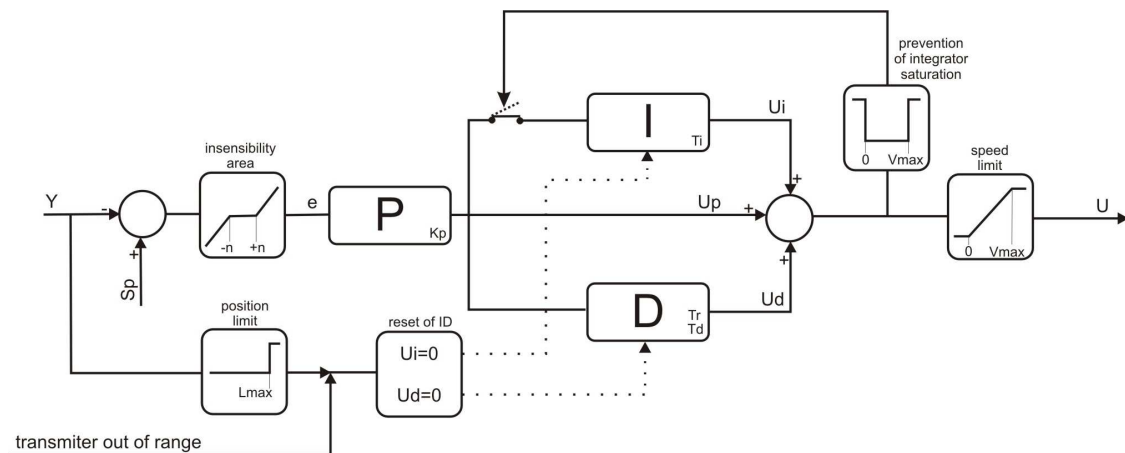 prevention
of integrator
saturation
0 Vmax
I
Ti
Ui
+
insensibility
area
-n +n
speed
limit
0 Vmax
Y
-
+
Sp
e
P
Kp
Up
+
U
D
Tr
Td
Ud
+
position
limit
Lmax
reset of ID
Ui=0
Ud=0
transmiter out of range